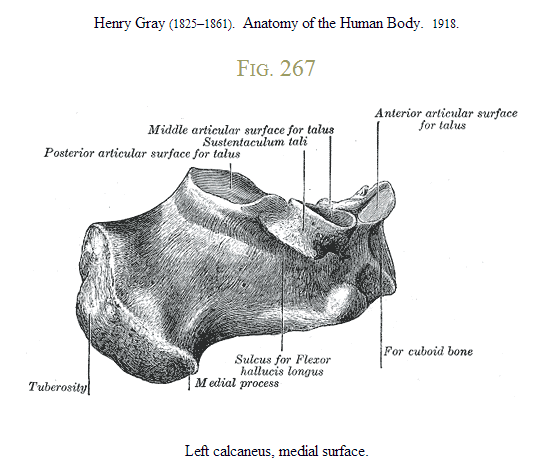 Henry Gray (1825–1861).  Anatomy of the Human Body.  1918.
FIG. 267
Anterior articular surface
for talus
Middle articular surface for talus
Sustentaculum tali
Posterior articular surface for talus
For cuboid bone
Sulcus for Flexor
hallucis longus
Medial process
Tuberosity
Left calcaneus, medial surface.